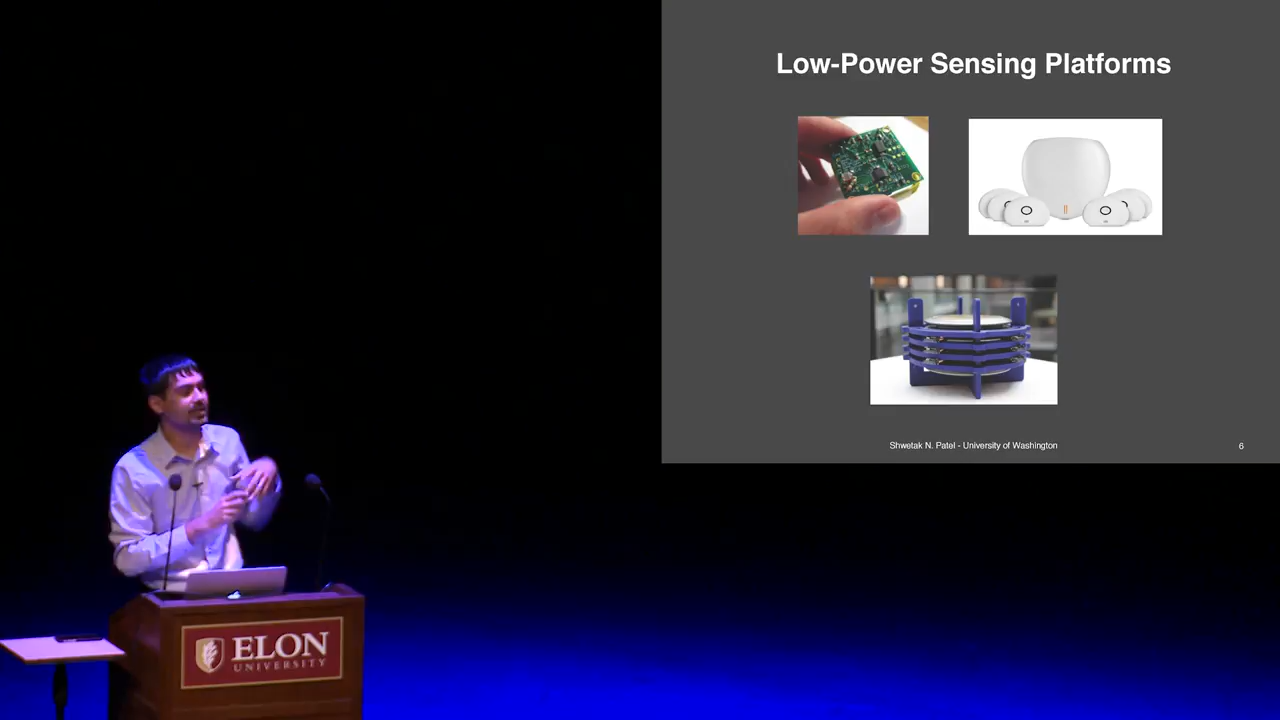 Low-Power Sensing Platforms
Shwetak N. Patel - University of Washington
6
ELON
UNIVERSITY